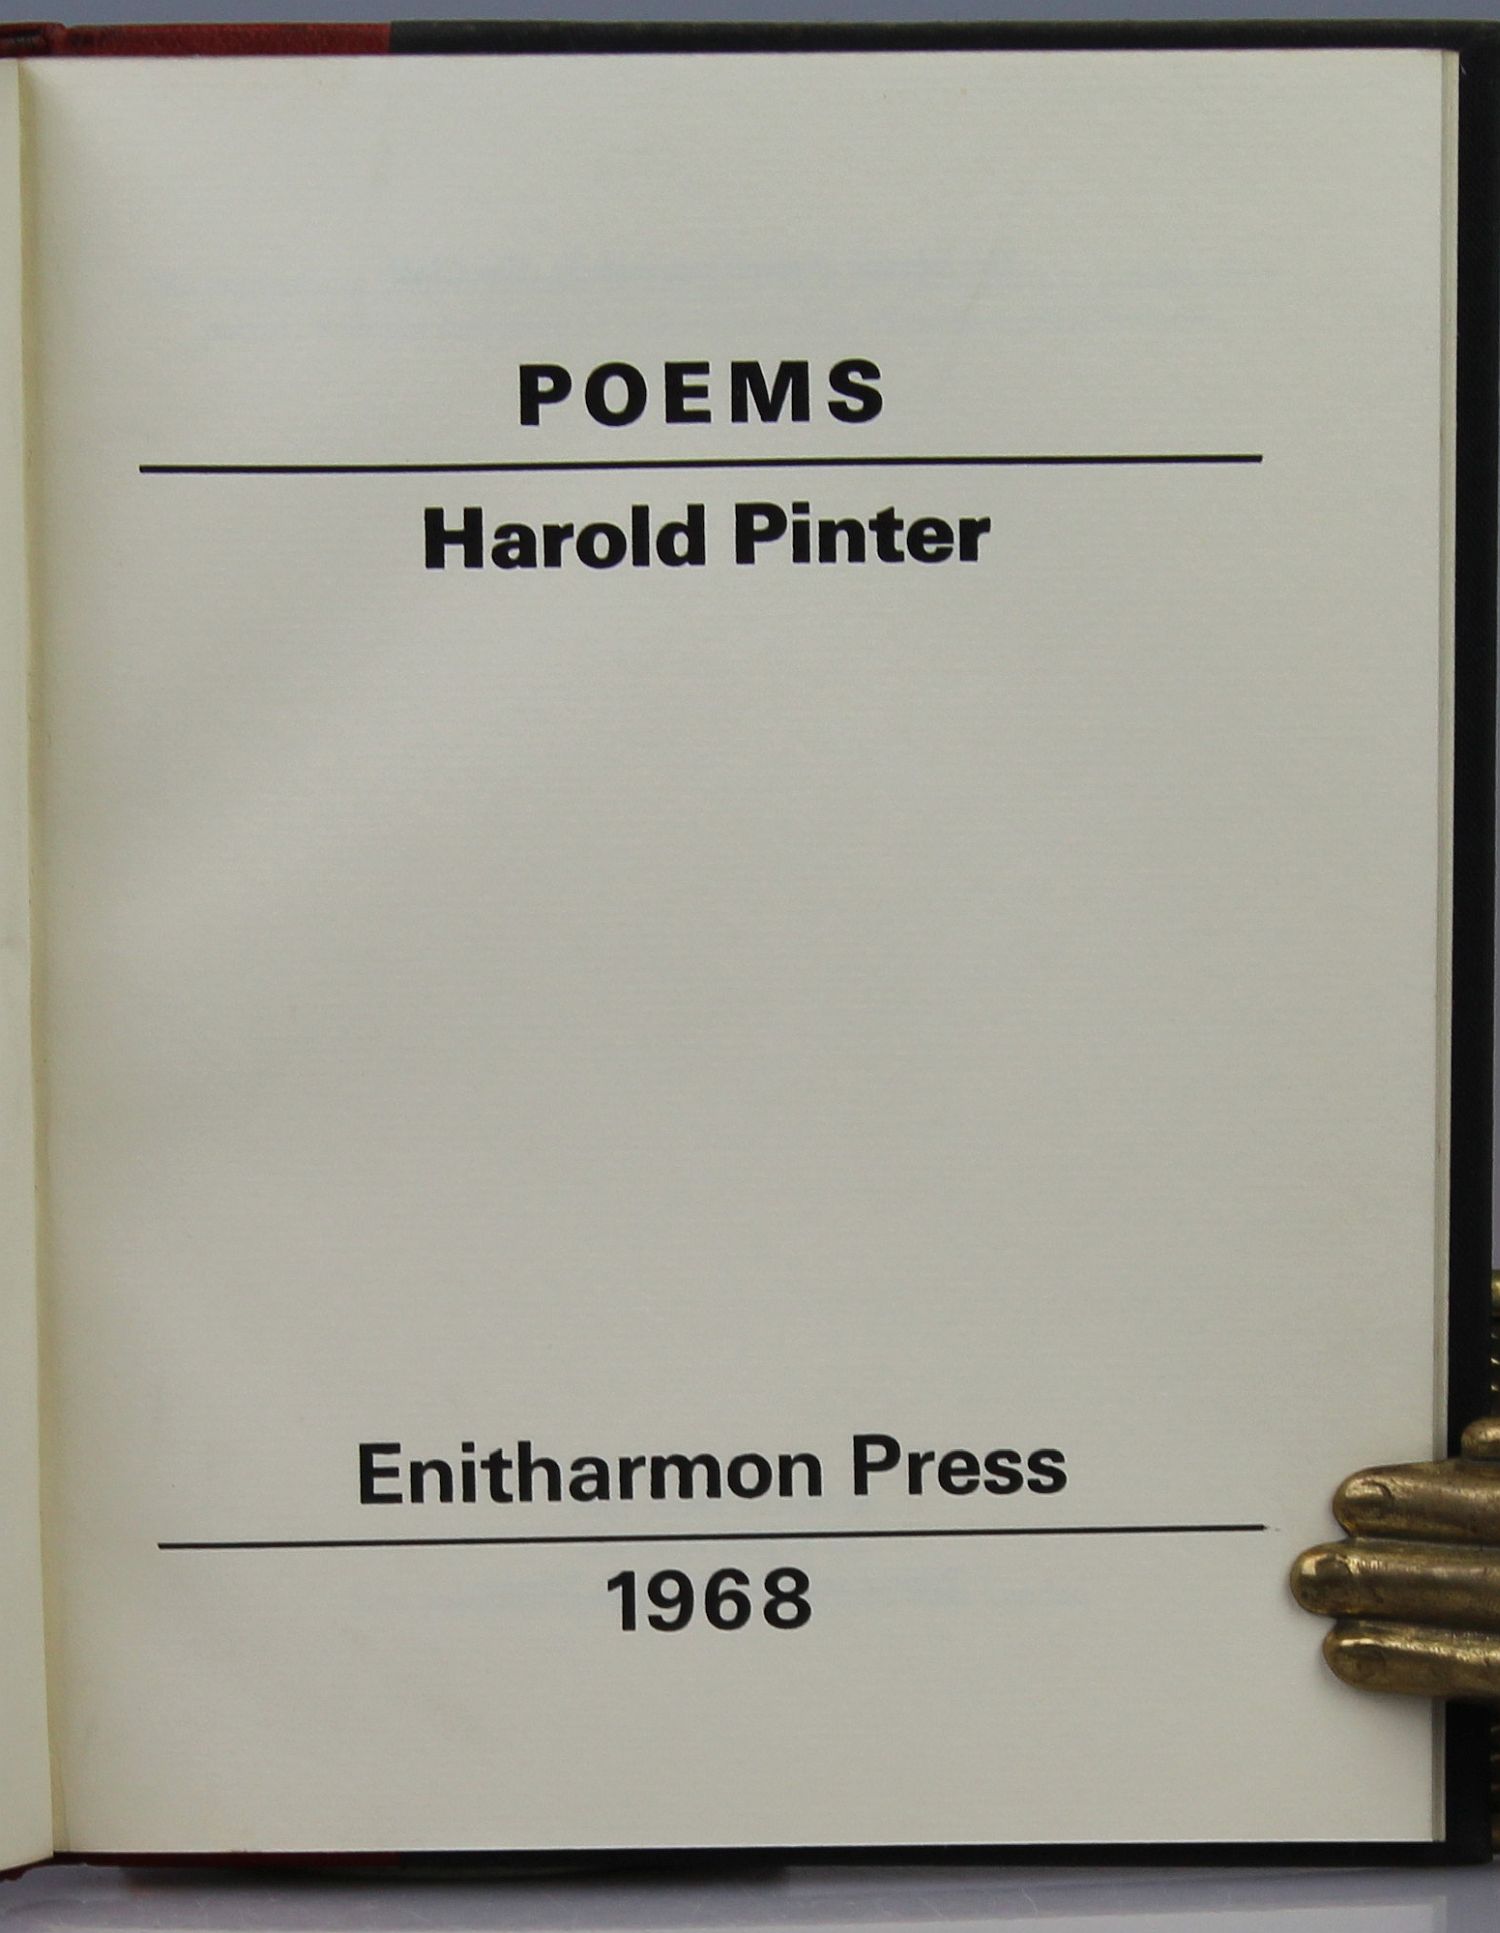 POEMS
Harold Pinter
Enitharmon Press
1968